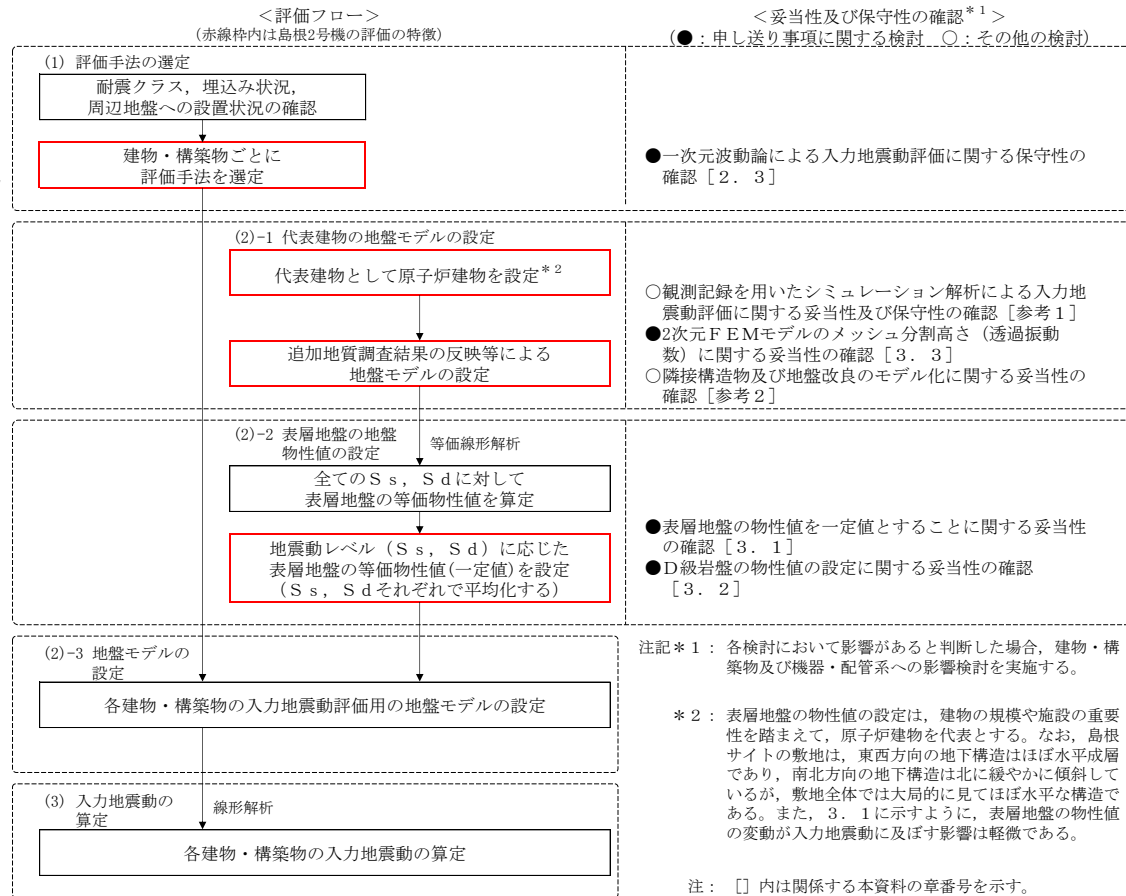 ＜評価フロー＞
(赤線枠内は島根2号機の評価の特徴)
＜妥当性及び保守性の確認＊1＞
(●：申し送り事項に関する検討　○：その他の検討)
(1) 評価手法の選定
耐震クラス，埋込み状況，
周辺地盤への設置状況の確認
建物・構築物ごとに
評価手法を選定
●一次元波動論による入力地震動評価に関する保守性の
確認［２．３］
(2)-1 代表建物の地盤モデルの設定
代表建物として原子炉建物を設定＊2
追加地質調査結果の反映等による
地盤モデルの設定
○観測記録を用いたシミュレーション解析による入力地
震動評価に関する妥当性及び保守性の確認［参考１］
●2次元ＦＥＭモデルのメッシュ分割高さ（透過振動
数）に関する妥当性の確認［３．３］
○隣接構造物及び地盤改良のモデル化に関する妥当性の
確認［参考２］
(2)-2 表層地盤の地盤
物性値の設定
等価線形解析
全てのＳｓ，Ｓｄに対して
表層地盤の等価物性値を算定
地震動レベル（Ｓｓ，Ｓｄ）に応じた
表層地盤の等価物性値(一定値)を設定
（Ｓｓ，Ｓｄそれぞれで平均化する）
●表層地盤の物性値を一定値とすることに関する妥当性
の確認［３．１］
●Ｄ級岩盤の物性値の設定に関する妥当性の確認
［３．２］
(2)-3 地盤モデルの
設定
各建物・構築物の入力地震動評価用の地盤モデルの設定
(3) 入力地震動の
算定
線形解析
各建物・構築物の入力地震動の算定
注記＊１：各検討において影響があると判断した場合，建物・構
築物及び機器・配管系への影響検討を実施する。
＊２：表層地盤の物性値の設定は，建物の規模や施設の重要
性を踏まえて，原子炉建物を代表とする。なお，島根
サイトの敷地は，東西方向の地下構造はほぼ水平成層
であり，南北方向の地下構造は北に緩やかに傾斜して
いるが，敷地全体では大局的に見てほぼ水平な構造で
ある。また，３．１に示すように，表層地盤の物性値
の変動が入力地震動に及ぼす影響は軽微である。
注：［］内は関係する本資料の章番号を示す。